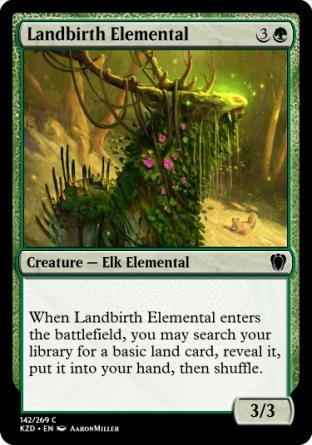 Landbirth Elemental 3
Creature — Elk Elemental
When Landbirth Elemental enters
the battlefield, you may search your
library for a basic land card, reveal it,
put it into your hand, then shuffle.
3/3
142/269 C
KZD • EN AaronMiller